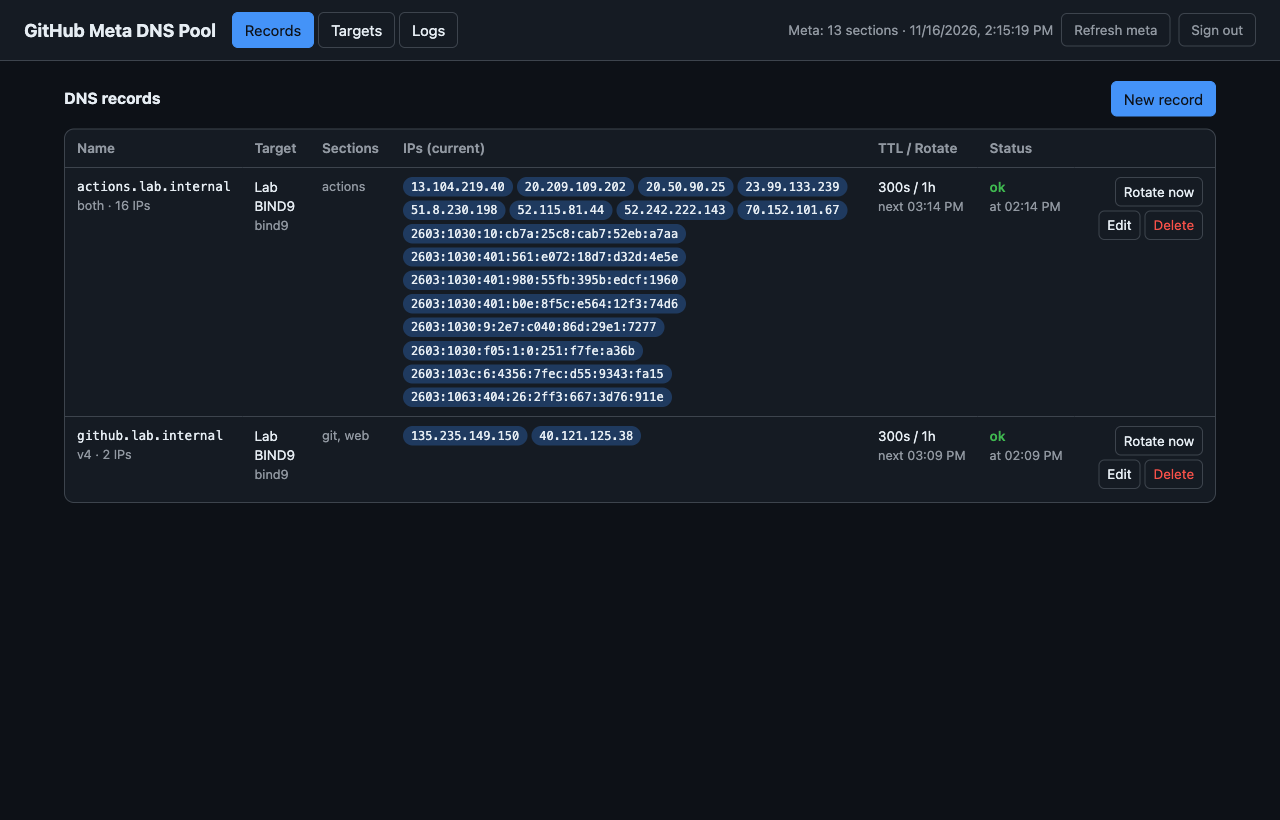 GitHub Meta DNS Pool Records Targets Logs Meta: 13 sections · 11/16/2026, 2:15:19 PM Refresh meta Sign out
DNS records New record
Name Target Sections IPs (current) TTL / Rotate Status
actions.lab.internal
both · 16 IPs
Lab
BIND9
bind9
actions
13.104.219.40 20.209.109.202 20.50.90.25 23.99.133.239
51.8.230.198 52.115.81.44 52.242.222.143 70.152.101.67
2603:1030:10:cb7a:25c8:cab7:52eb:a7aa
2603:1030:401:561:e072:18d7:d32d:4e5e
2603:1030:401:980:55fb:395b:edcf:1960
2603:1030:401:b0e:8f5c:e564:12f3:74d6
2603:1030:9:2e7:c040:86d:29e1:7277
2603:1030:f05:1:0:251:f7fe:a36b
2603:103c:6:4356:7fec:d55:9343:fa15
2603:1063:404:26:2ff3:667:3d76:911e
300s / 1h
next 03:14 PM
ok
at 02:14 PM
Rotate now
Edit Delete
github.lab.internal
v4 · 2 IPs
Lab
BIND9
bind9
git, web
135.235.149.150 40.121.125.38
300s / 1h
next 03:09 PM
ok
at 02:09 PM
Rotate now
Edit Delete